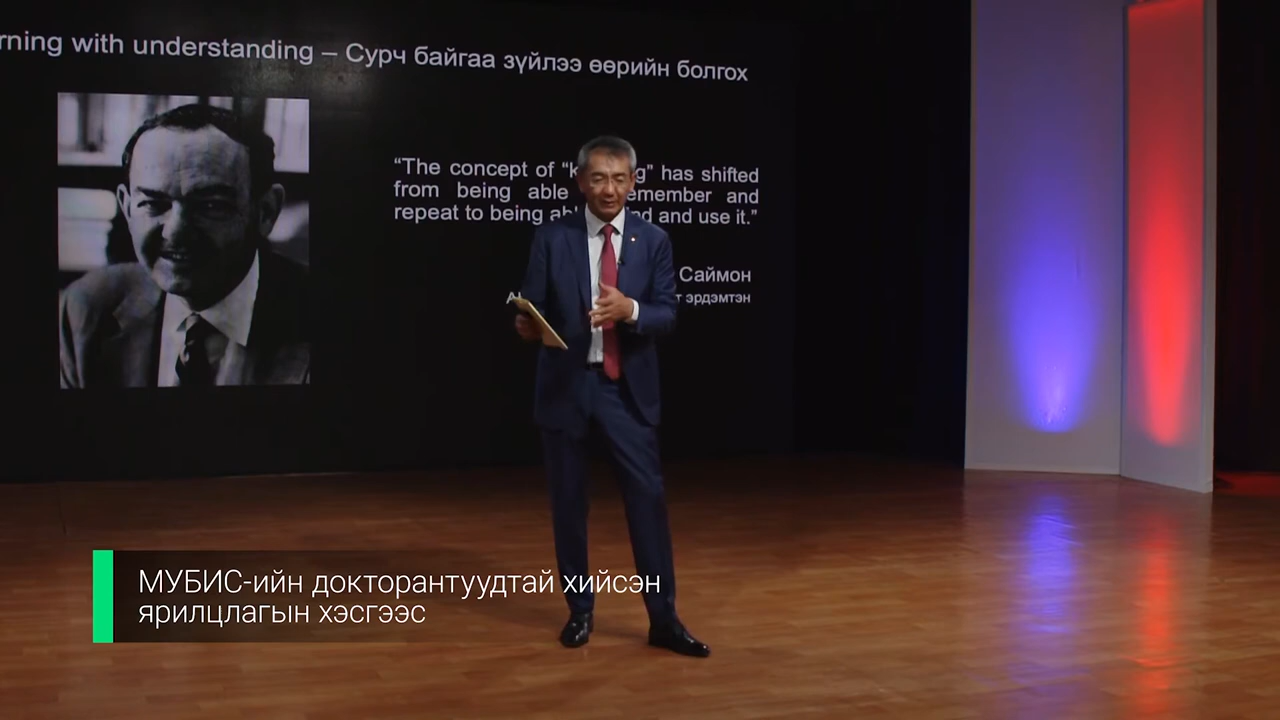 rning with understanding – Сурч байгаа зүйлээ өөрийн болгох
“The concept of “k g” has shifted
from being able emember and
repeat to being ab nd and use it.”
Саймон
т эрдэмтэн
МУБИС-ийн докторантуудтай хийсэн
ярилцлагын хэсгээс